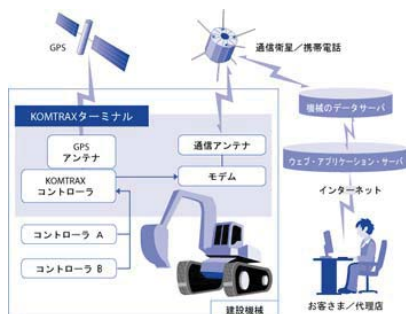 GPS
通信衛星/携帯電話
KOMTRAXターミナル
GPS
アンテナ
通信アンテナ
KOMTRAX
コントローラ
モデム
コントローラ A
コントローラ B
建設機械
機械のデータサーバ
ウェブ・アプリケーション・サーバ
インターネット
お客さま/代理店